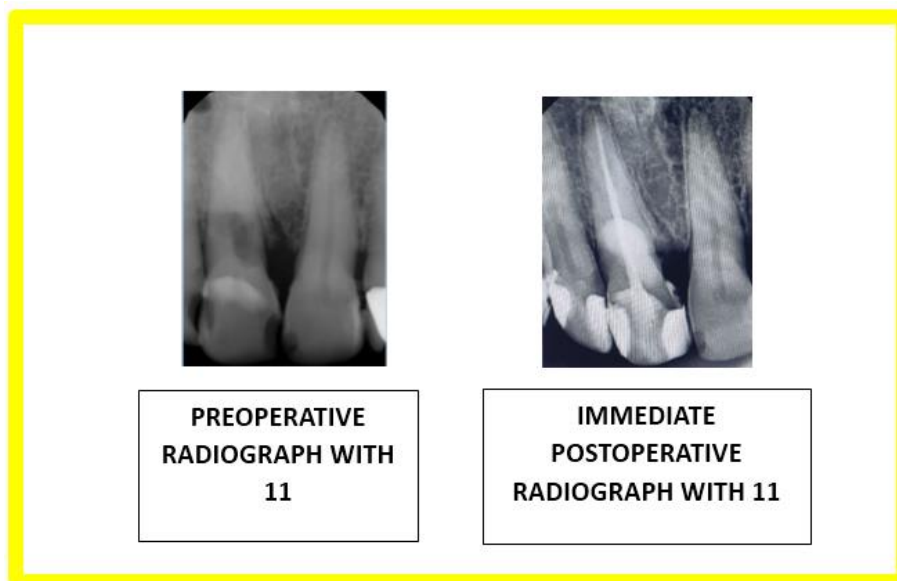 PREOPERATIVE
RADIOGRAPH WITH
11
IMMEDIATE
POSTOPERATIVE
RADIOGRAPH WITH 11